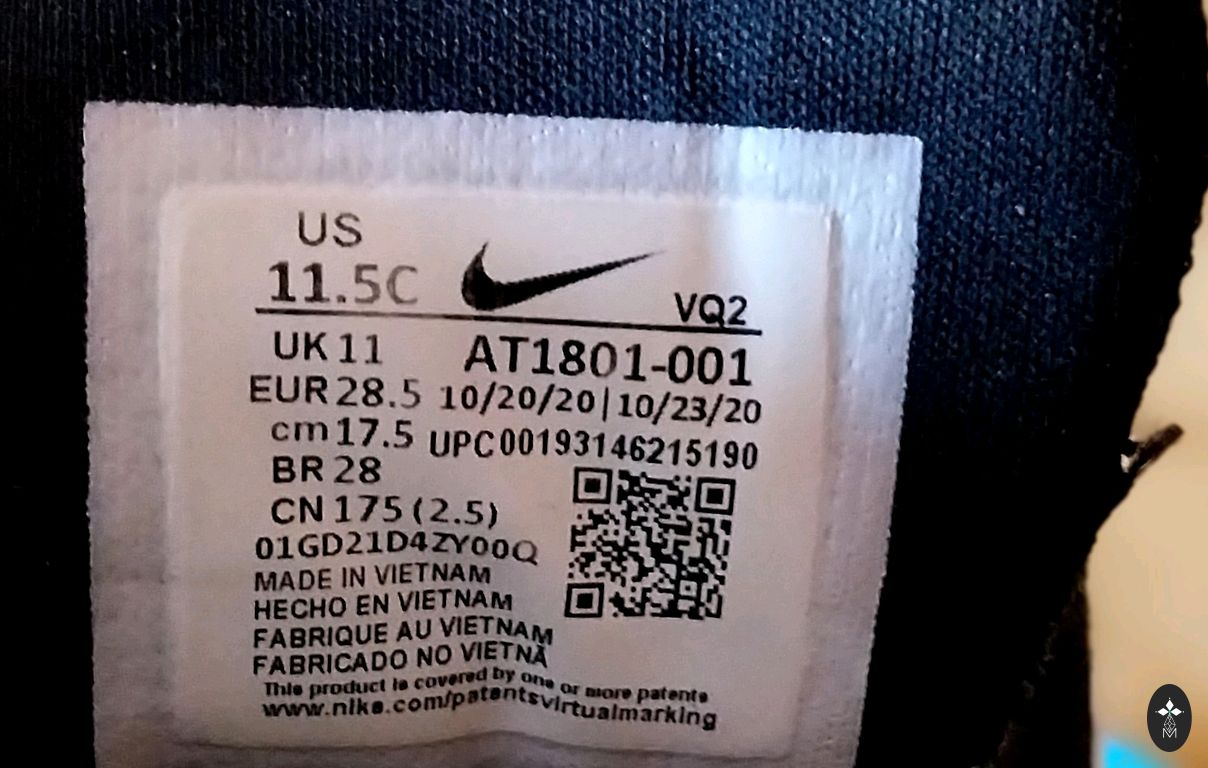 US
11.5C
VQ2
UK 11
AT1801-001
EUR 28.5
10/20/20|10/23/20
cm 17.5
UPC00193146215190
BR 28
CN 175 (2.5)
01GD21D4ZY00Q
MADE IN VIETNAM
HECHO EN VIETNAM
FABRIQUE AU VIETNAM
FABRICADO NO VIETNÃ
This product is covered by one or more patents
www.nike.com/patentsvirtualmarking
M